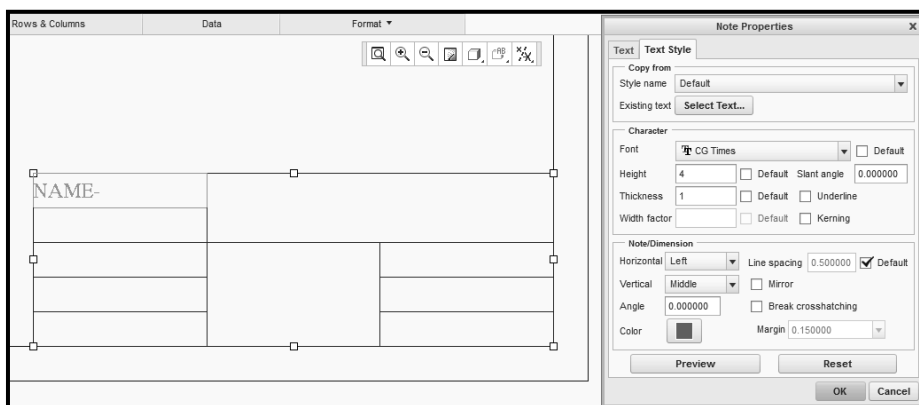 Rows & Columns Data Format
NAME-
Note Properties x
Text Text Style
Copy from
Style name Default
Existing text Select Text...
Character
Font CG Times Default
Height 4 Default Slant angle 0.000000
Thickness 1 Default Underline
Width factor Default Kerning
Note/Dimension
Horizontal Left Line spacing 0.500000 Default
Vertical Middle Mirror
Angle 0.000000 Break crosshatching
Color Margin 0.150000
Preview Reset
OK Cancel